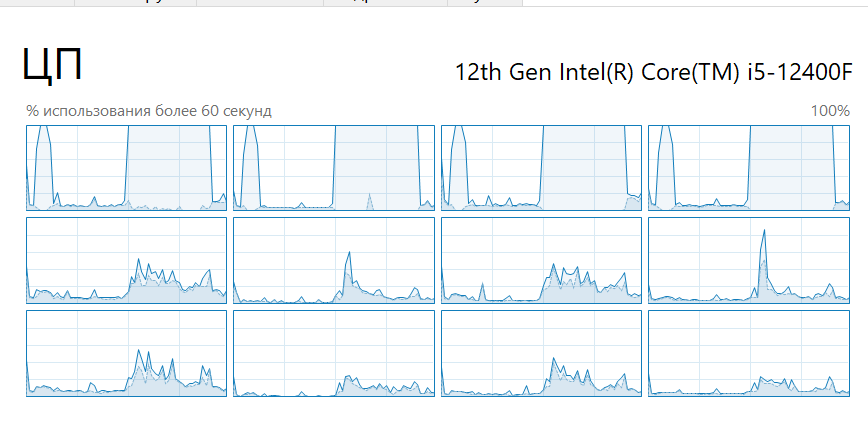 ЦП
12th Gen Intel(R) Core(TM) i5-12400F
% использования более 60 секунд
100%